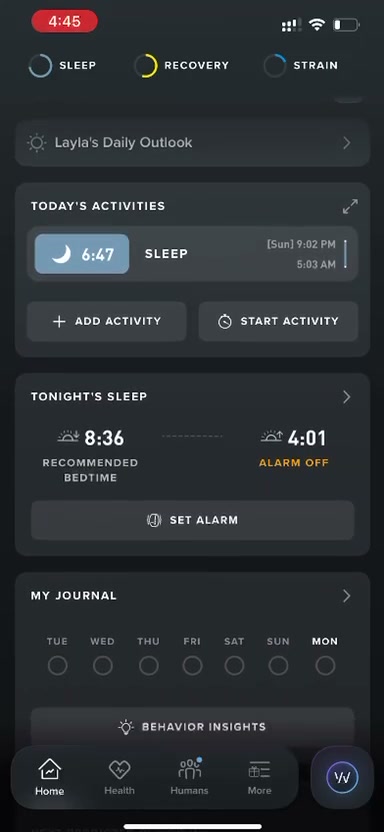 4:45
SLEEP RECOVERY STRAIN
Layla's Daily Outlook
TODAY'S ACTIVITIES
6:47 SLEEP [Sun] 9:02 PM
5:03 AM
ADD ACTIVITY START ACTIVITY
TONIGHT'S SLEEP
8:36 4:01
RECOMMENDED ALARM OFF
BEDTIME
SET ALARM
MY JOURNAL
TUE WED THU FRI SAT SUN MON
BEHAVIOR INSIGHTS
Home Health Humans More
W